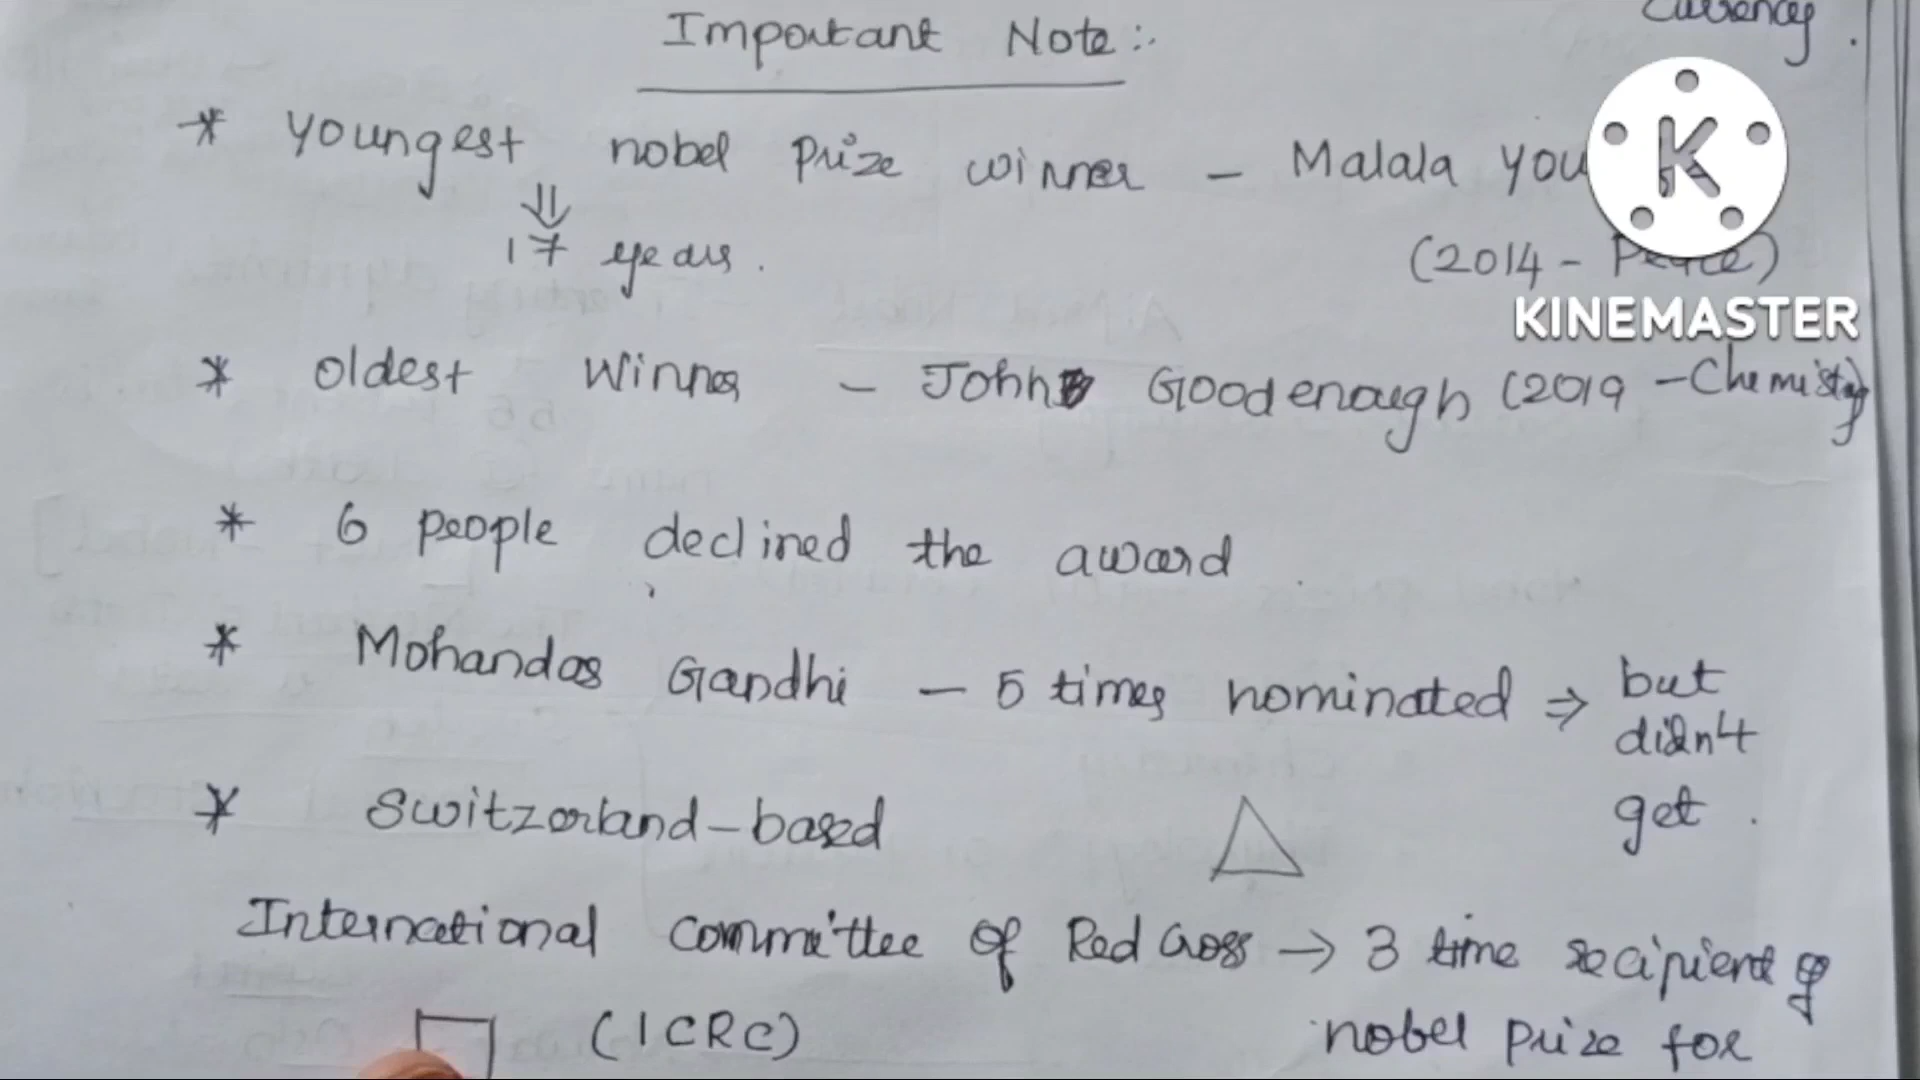 currency.
Important Note :-
* youngest nobel prize winner - Malala you
⇓
17 years.
(2014 - Peace)
KINEMASTER
* oldest winner - John B Goodenough (2019 - Chemistry)
* 6 people declined the award
* Mohandas Gandhi - 5 times nominated ⇒ but
didn't
get.
* Switzerland-based
International committee of Red cross → 3 time recipient of
(ICRC) nobel prize for